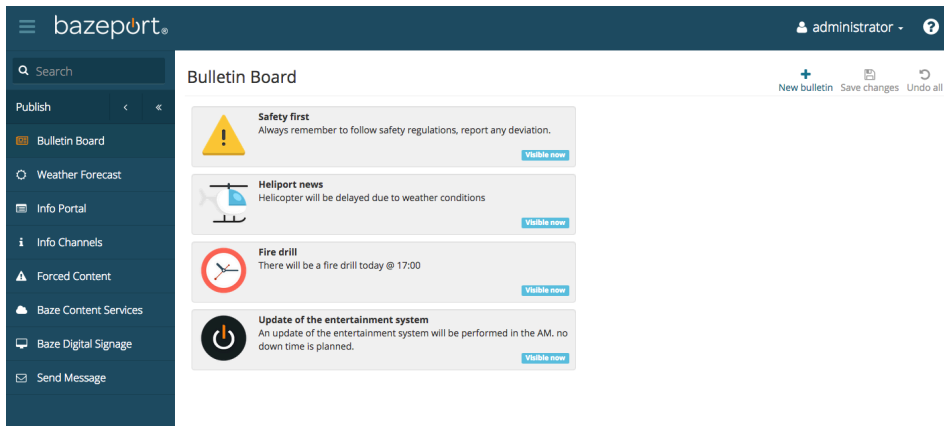 bazeport®
administrator
?
Search
Publish
Bulletin Board
Weather Forecast
Info Portal
Info Channels
Forced Content
Baze Content Services
Baze Digital Signage
Send Message
Bulletin Board
New bulletin Save changes Undo all
Safety first
Always remember to follow safety regulations, report any deviation.
Visible now
Heliport news
Helicopter will be delayed due to weather conditions
Visible now
Fire drill
There will be a fire drill today @ 17:00
Visible now
Update of the entertainment system
An update of the entertainment system will be performed in the AM. no
down time is planned.
Visible now